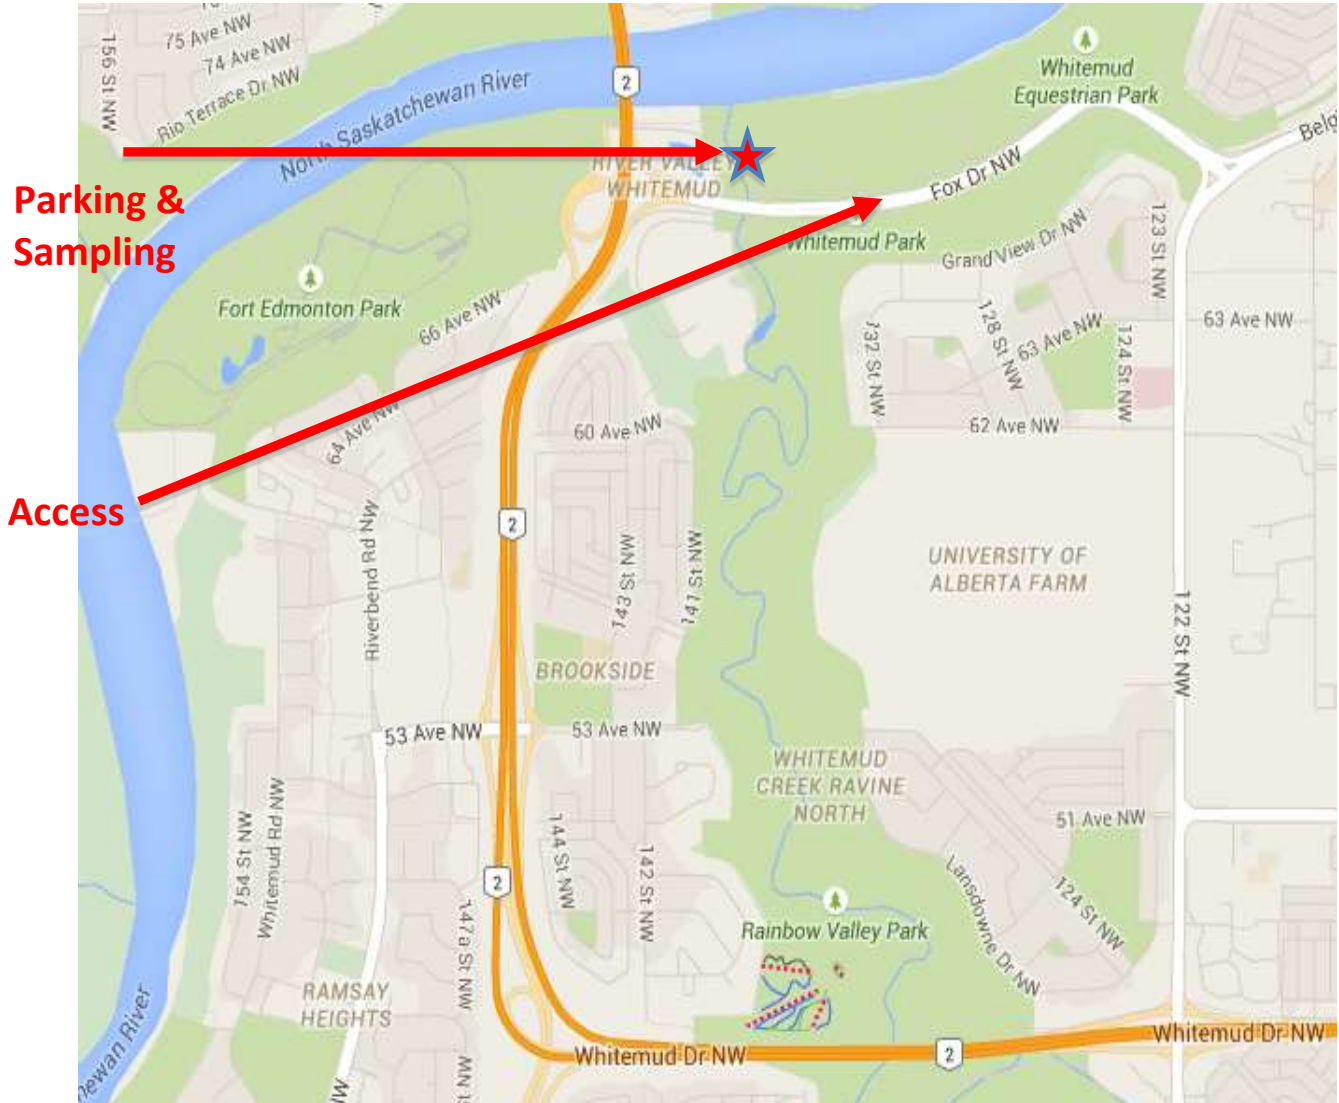 75 Ave NW
74 Ave NW
156 St NW
Rio Terrace Dr NW
North Saskatchewan River
2
Whitemud
Equestrian Park
RIVER VALLEY
WHITEMUD
Fox Dr NW
Parking &
Sampling
Whitemud Park
Grand View Dr NW
123 St NW
Fort Edmonton Park
66 Ave NW
128 St NW
63 Ave NW
63 Ave NW
132 St NW
124 St NW
64 Ave NW
60 Ave NW
62 Ave NW
Access
2
Riverbend Rd NW
143 St NW
141 St NW
UNIVERSITY OF
ALBERTA FARM
122 St NW
BROOKSIDE
53 Ave NW
53 Ave NW
WHITEMUD
CREEK RAVINE
NORTH
51 Ave NW
154 St NW
Whitemud Rd NW
144 St NW
142 St NW
2
147a St NW
Lansdowne Dr NW
124 St NW
Rainbow Valley Park
RAMSAY
HEIGHTS
Whitemud Dr NW
2
Whitemud Dr NW
hewan River